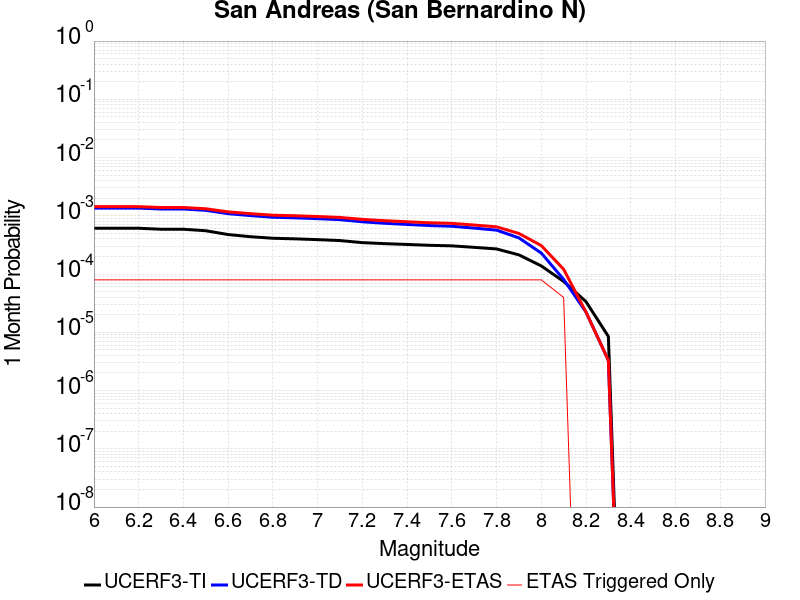 San Andreas (San Bernardino N)
10^0
10^-1
10^-2
10^-3
10^-4
10^-5
10^-6
10^-7
10^-8
1 Month Probability
6 6.2 6.4 6.6 6.8 7 7.2 7.4 7.6 7.8 8 8.2 8.4 8.6 8.8 9
Magnitude
UCERF3-TI UCERF3-TD UCERF3-ETAS ETAS Triggered Only